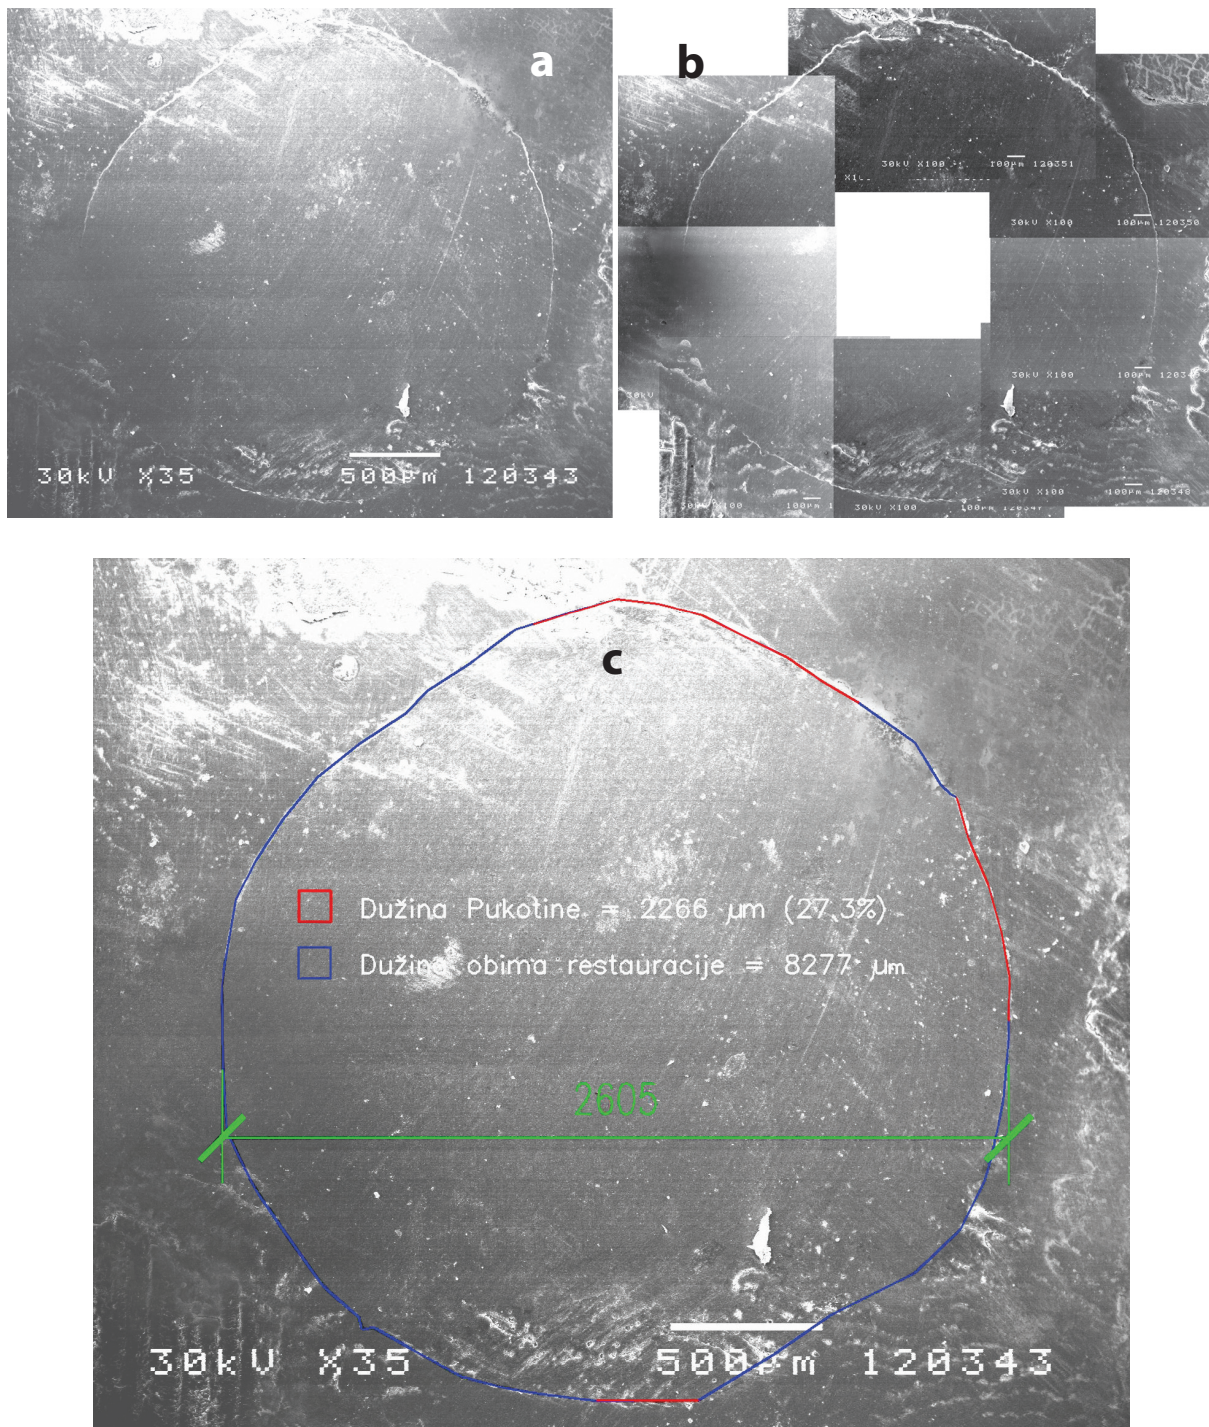 a
30kV X35 500µm 120343
b
30kV X100 100µm 120351
30kV X100 100µm 120350
30kV X100
30kV X100 100µm 120348
30kV X100
c
Dužina Pukotine = 2266 µm (27.3%)
Dužina obima restauracije = 8277 µm
2605
30kV X35 500µm 120343